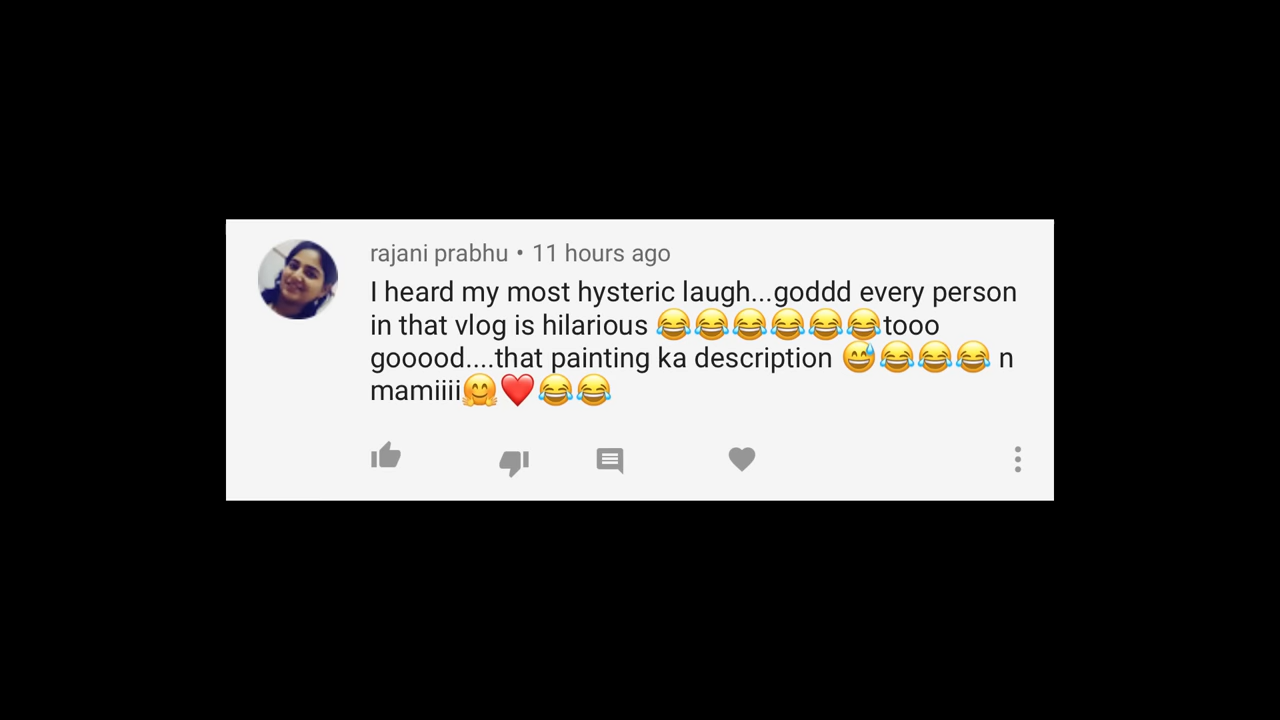 rajani prabhu • 11 hours ago
I heard my most hysteric laugh...goddd every person
in that vlog is hilarious 😂😂😂😂😂😂tooo
gooood....that painting ka description 😅😂😂😂 n
mamiiii🤗❤️😂😂